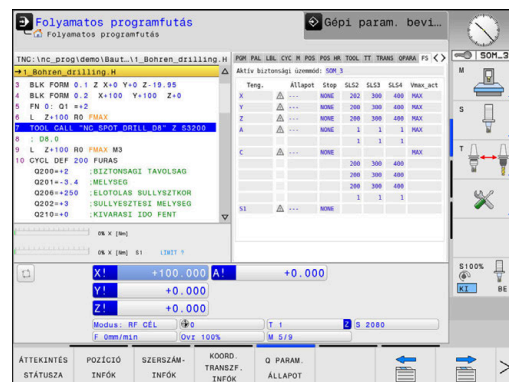 Folyamatos programfutás
Folyamatos programfutás
Gépi param. bevi…
TNC:\nc_prog\demo\Baut…\1_Bohren_drilling.H
→1_Bohren_drilling.H
3 BLK FORM 0.1 Z X+0 Y+0 Z-19.95
4 BLK FORM 0.2 X+100 Y+100 Z+0
5 FN 0: Q1 =+2
6 L Z+100 R0 FMAX
7 TOOL CALL "NC_SPOT_DRILL_D8" Z S3200
8 ; D8,0
9 L Z+100 R0 FMAX M3
10 CYCL DEF 200 FURAS
Q200=+2 ;BIZTONSAGI TAVOLSAG
Q201=-3.4 ;MELYSEG
Q206=+250 ;ELOTOLAS SULLYSZTKOR
Q202=+3 ;SULLYESZTESI MELYSEG
Q210=+0 ;KIVARASI IDO FENT
0% X [Nm]
0% X [Nm] S1 LIMIT ?
PGM PAL LBL CYC M POS POS HR TOOL TT TRANS QPARA FS
Aktív biztonsági üzemmód: SOM_3
Teng. Állapot Stop SLS2 SLS3 SLS4 Vmax_act
X --- NONE 202 300 400 MAX
Y --- NONE 200 300 400 MAX
Z --- NONE 200 300 400 MAX
A --- NONE 1 1 1 MAX
1 1 1
C --- NONE MAX
200 300 400
200 300 400
200 300 400
1 1 1
S1 --- NONE
X! +100.000 A! +0.000
Y! +0.000
Z! +0.000
Modus: RF CÉL 0 T 1 Z S 2080
F 0mm/min Ovr 100% M 5/9
SOM_3
M
S
T
S100%
KI BE
ÁTTEKINTÉS STÁTUSZA
POZÍCIÓ INFÓK
SZERSZÁM- INFÓK
KOORD. TRANSZF. INFÓK
Q PARAM. ÁLLAPOT